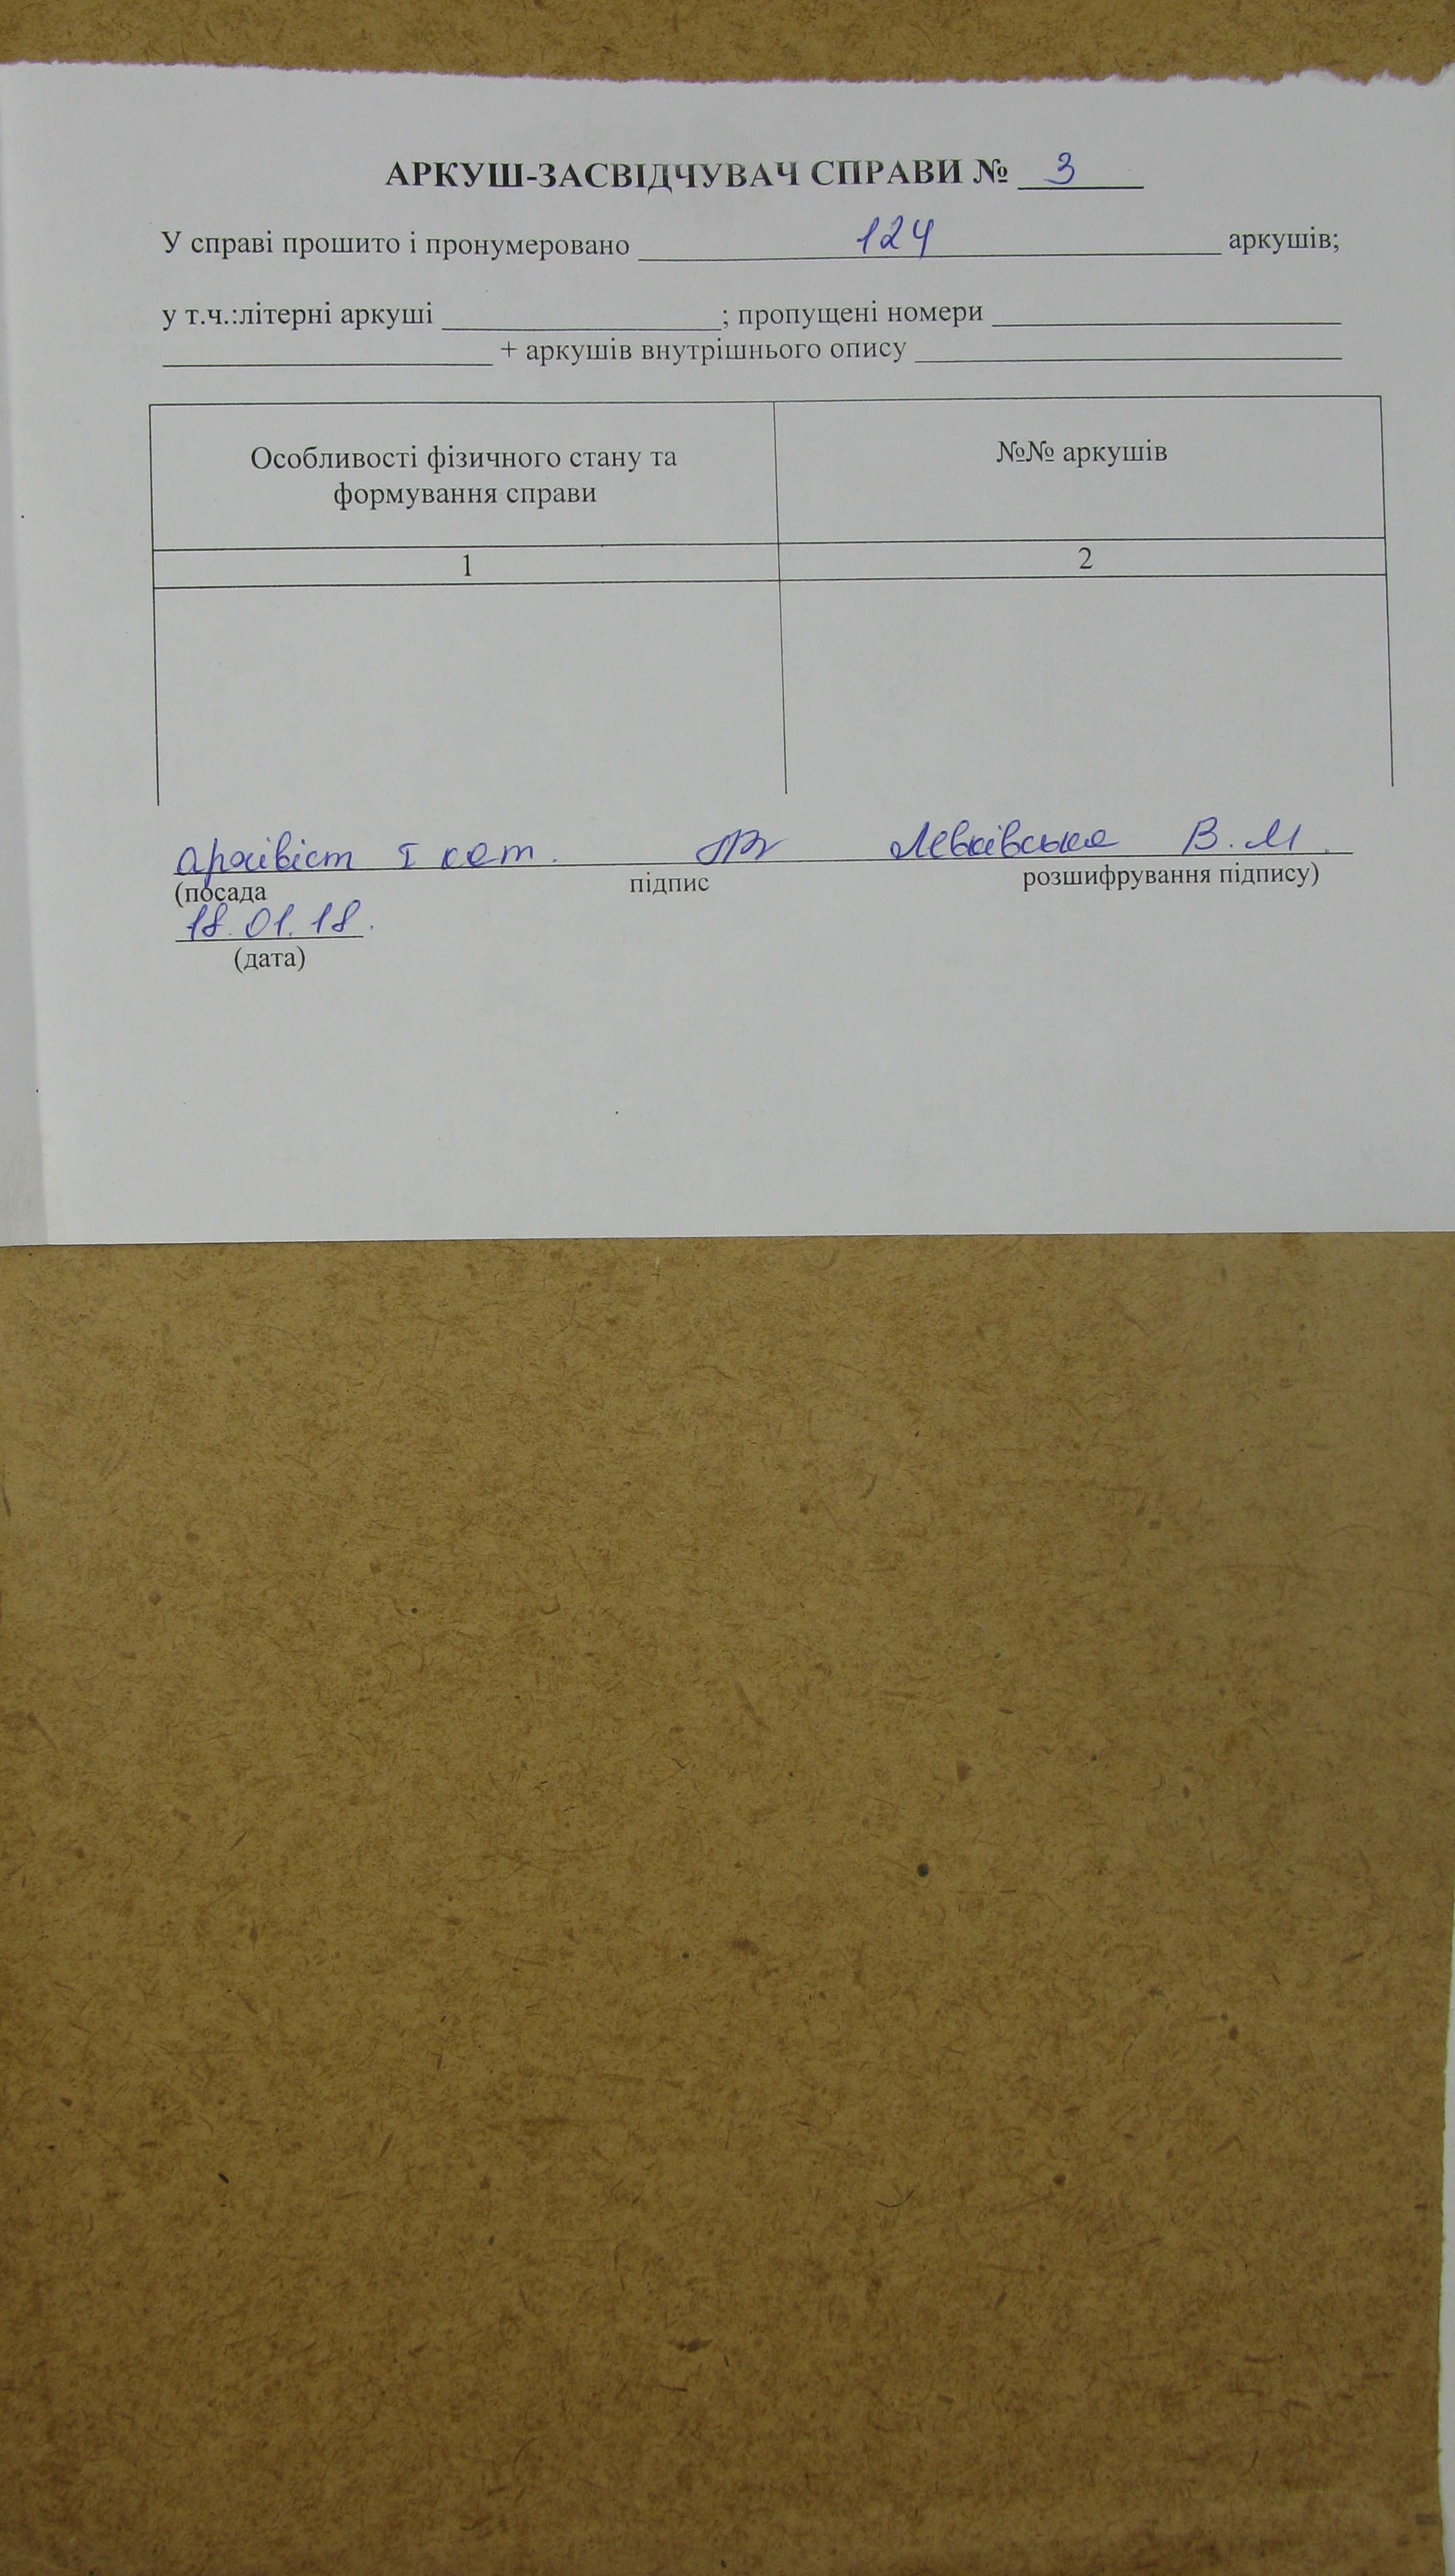 АРКУШ-ЗАСВІДЧУВАЧ СПРАВИ № 3
У справі прошито і пронумеровано 124 аркушів;
у т.ч.:літерні аркуші ; пропущені номери
+ аркушів внутрішнього опису
Особливості фізичного стану та
формування справи
№№ аркушів
1 2
архівіст I кат. Левківська В.М.
(посада підпис розшифрування підпису)
18.01.18.
(дата)